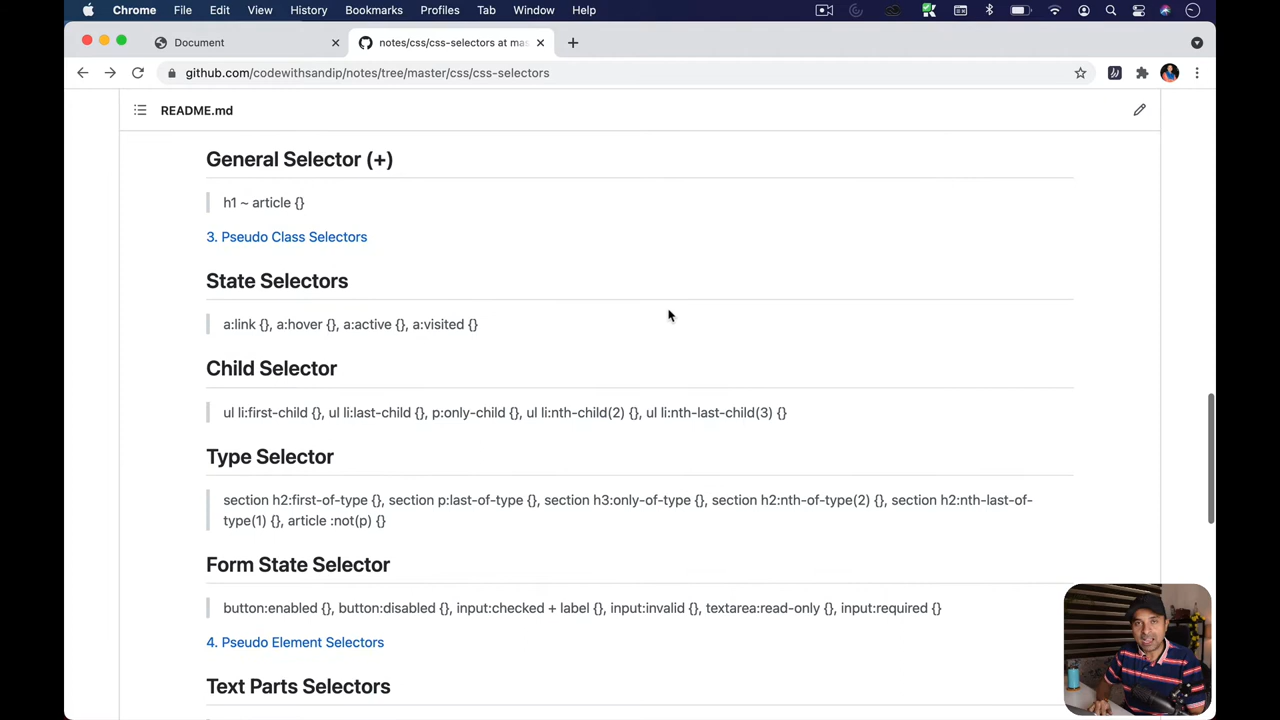 Chrome File Edit View History Bookmarks Profiles Tab Window Help
Document
notes/css/css-selectors at mas
github.com/codewithsandip/notes/tree/master/css/css-selectors
README.md
General Selector (+)
h1 ~ article {}
3. Pseudo Class Selectors
State Selectors
a:link {}, a:hover {}, a:active {}, a:visited {}
Child Selector
ul li:first-child {}, ul li:last-child {}, p:only-child {}, ul li:nth-child(2) {}, ul li:nth-last-child(3) {}
Type Selector
section h2:first-of-type {}, section p:last-of-type {}, section h3:only-of-type {}, section h2:nth-of-type(2) {}, section h2:nth-last-of-
type(1) {}, article :not(p) {}
Form State Selector
button:enabled {}, button:disabled {}, input:checked + label {}, input:invalid {}, textarea:read-only {}, input:required {}
4. Pseudo Element Selectors
Text Parts Selectors